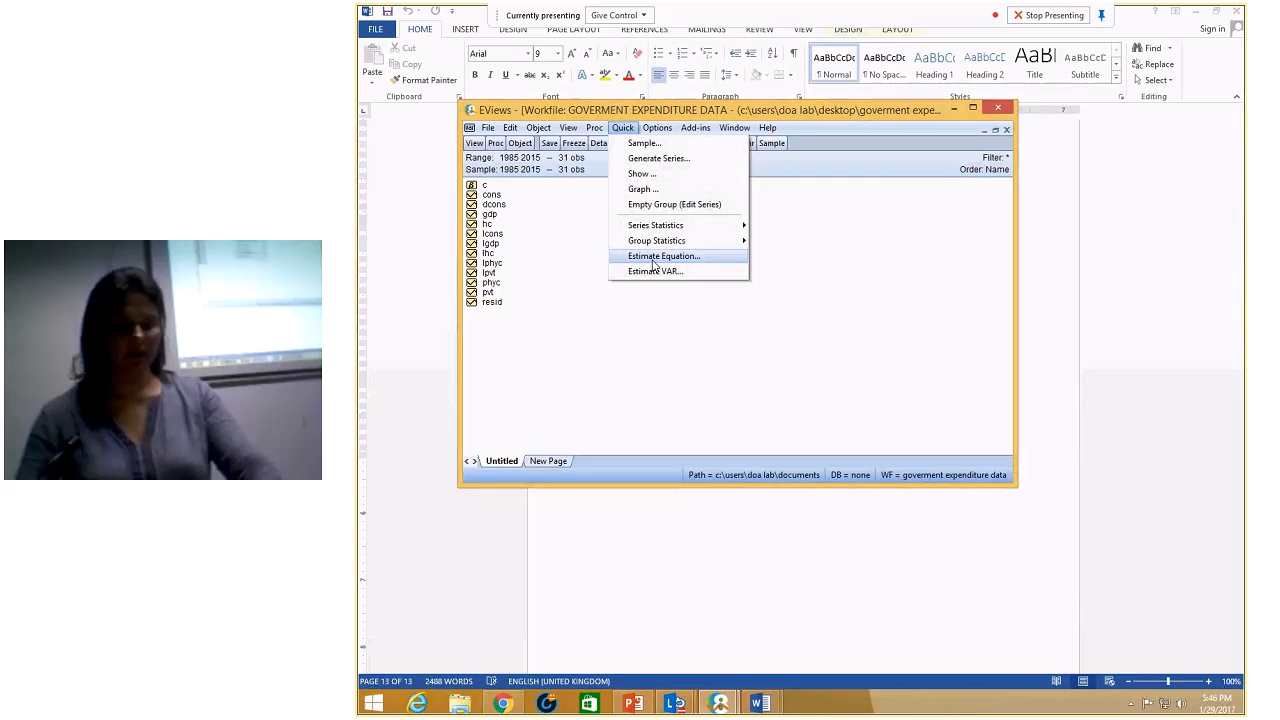 Currently presenting Give Control Stop Presenting
FILE HOME INSERT DESIGN PAGE LAYOUT REFERENCES MAILINGS REVIEW VIEW DESIGN LAYOUT Sign in
Paste
Cut
Copy
Format Painter
Clipboard
Arial 9
Font
Paragraph
AaBbCcDc AaBbCcDc AaBbC( AaBbCc AaBl AaBbCcDc
¶ Normal ¶ No Spac... Heading 1 Heading 2 Title Subtitle
Styles
Find
Replace
Select
Editing
EViews - [Workfile: GOVERMENT EXPENDITURE DATA - (c:\users\doa lab\desktop\goverment expe...
File Edit Object View Proc Quick Options Add-ins Window Help
View Proc Object Save Freeze Sample
Range: 1985 2015 -- 31 obs Filter: *
Sample: 1985 2015 -- 31 obs Order: Name
c
cons
dcons
gdp
hc
lcons
lgdp
lhc
lphyc
lpvt
phyc
pvt
resid
Sample...
Generate Series...
Show ...
Graph ...
Empty Group (Edit Series)
Series Statistics
Group Statistics
Estimate Equation...
Estimate VAR...
Untitled New Page
Path = c:\users\doa lab\documents DB = none WF = goverment expenditure data
PAGE 13 OF 13 2488 WORDS ENGLISH (UNITED KINGDOM) 100%
5:46 PM
1/29/2017